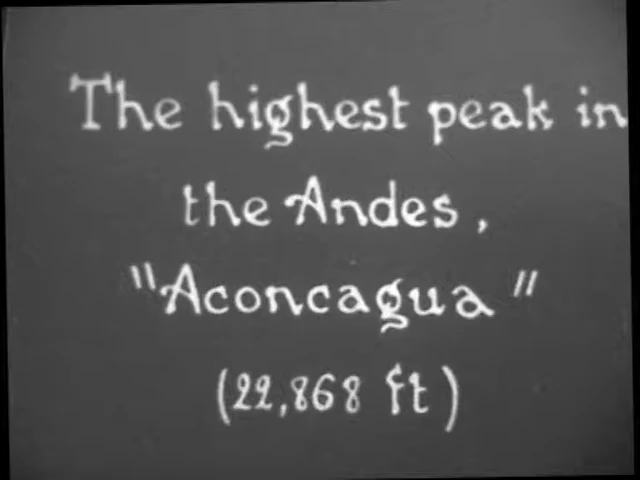 The highest peak in
the Andes,
"Aconcagua"
(22,868 ft)